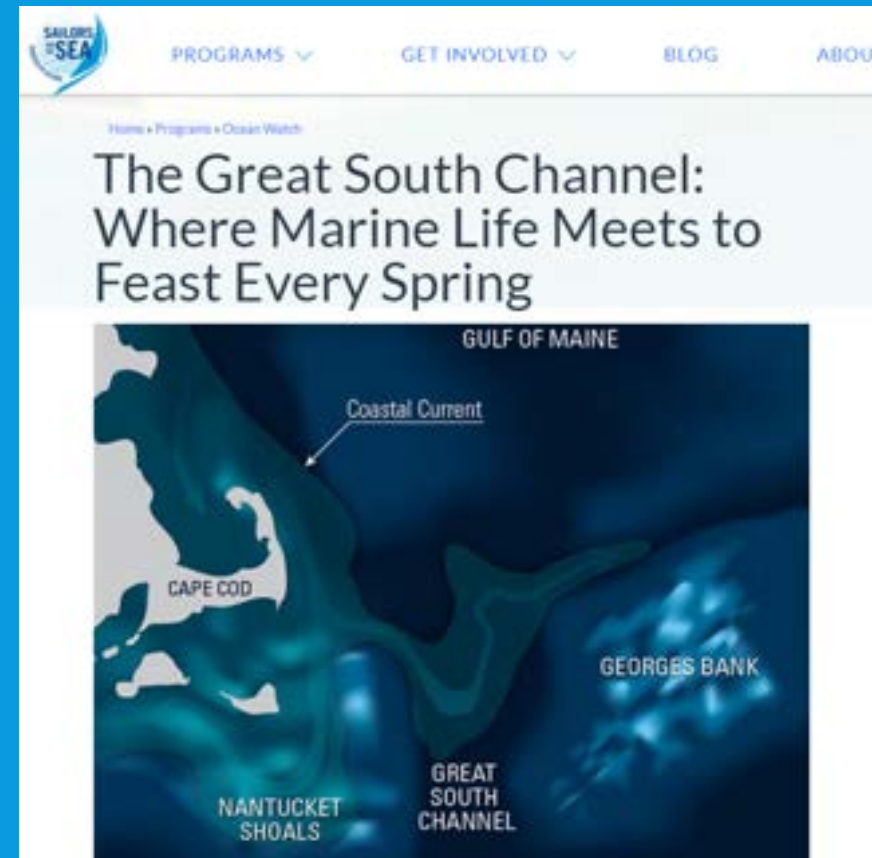 SAILORS
FOR THE
SEA
PROGRAMS
GET INVOLVED
BLOG
ABOU
Home » Programs » Ocean Watch
The Great South Channel:
Where Marine Life Meets to
Feast Every Spring
GULF OF MAINE
Coastal Current
CAPE COD
GEORGES BANK
GREAT
SOUTH
CHANNEL
NANTUCKET
SHOALS